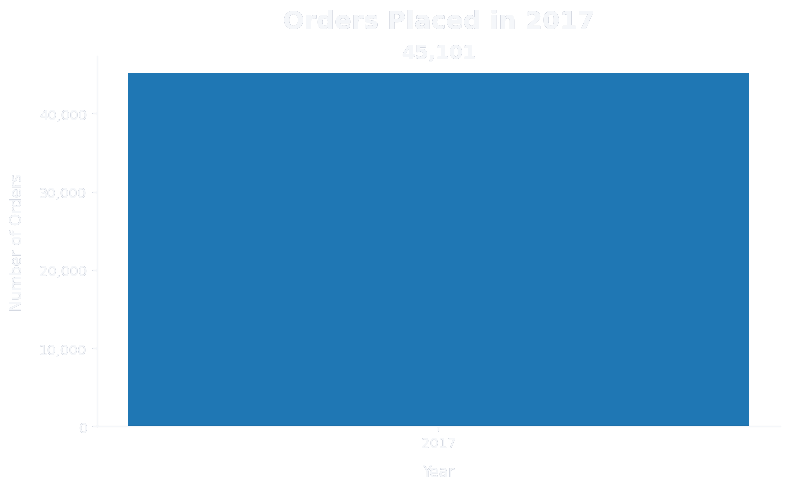 Orders Placed in 2017
45,101
40,000
30,000
20,000
10,000
0
Number of Orders
2017
Year